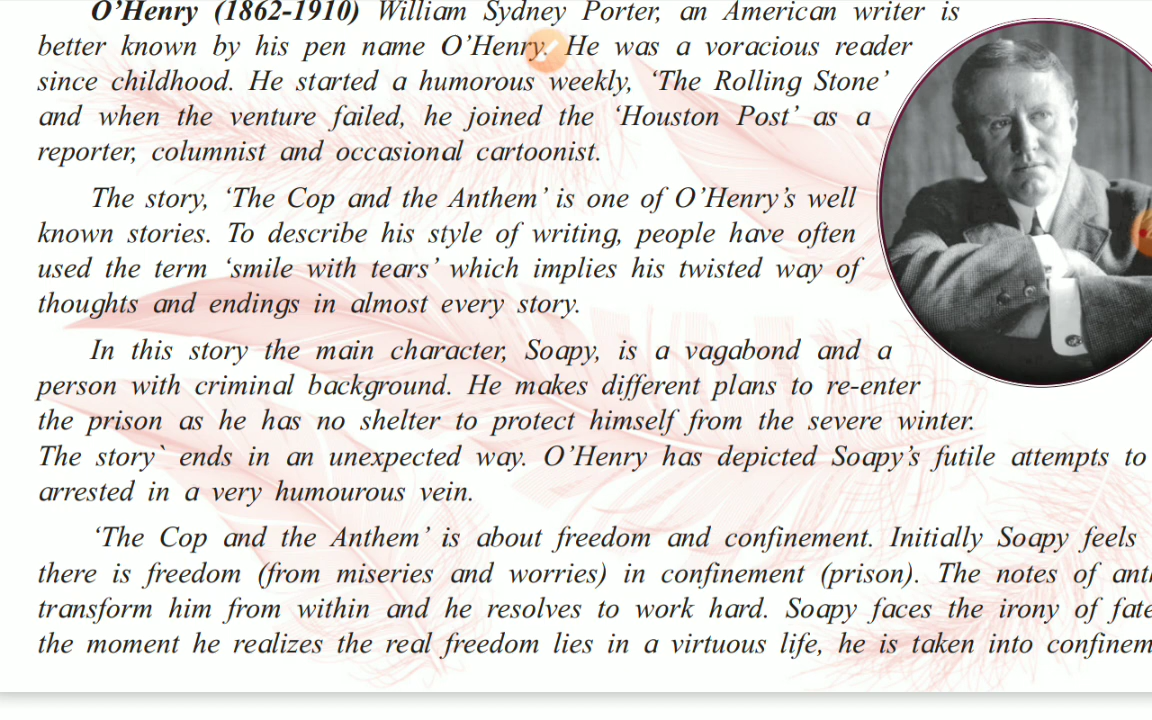 O’Henry (1862-1910) William Sydney Porter, an American writer is
better known by his pen name O’Henry. He was a voracious reader
since childhood. He started a humorous weekly, ‘The Rolling Stone’
and when the venture failed, he joined the ‘Houston Post’ as a
reporter, columnist and occasional cartoonist.
The story, ‘The Cop and the Anthem’ is one of O’Henry’s well
known stories. To describe his style of writing, people have often
used the term ‘smile with tears’ which implies his twisted way of
thoughts and endings in almost every story.
In this story the main character, Soapy, is a vagabond and a
person with criminal background. He makes different plans to re-enter
the prison as he has no shelter to protect himself from the severe winter.
The story` ends in an unexpected way. O’Henry has depicted Soapy’s futile attempts to
arrested in a very humourous vein.
‘The Cop and the Anthem’ is about freedom and confinement. Initially Soapy feels
there is freedom (from miseries and worries) in confinement (prison). The notes of
transform him from within and he resolves to work hard. Soapy faces the irony of fate
the moment he realizes the real freedom lies in a virtuous life, he is taken into